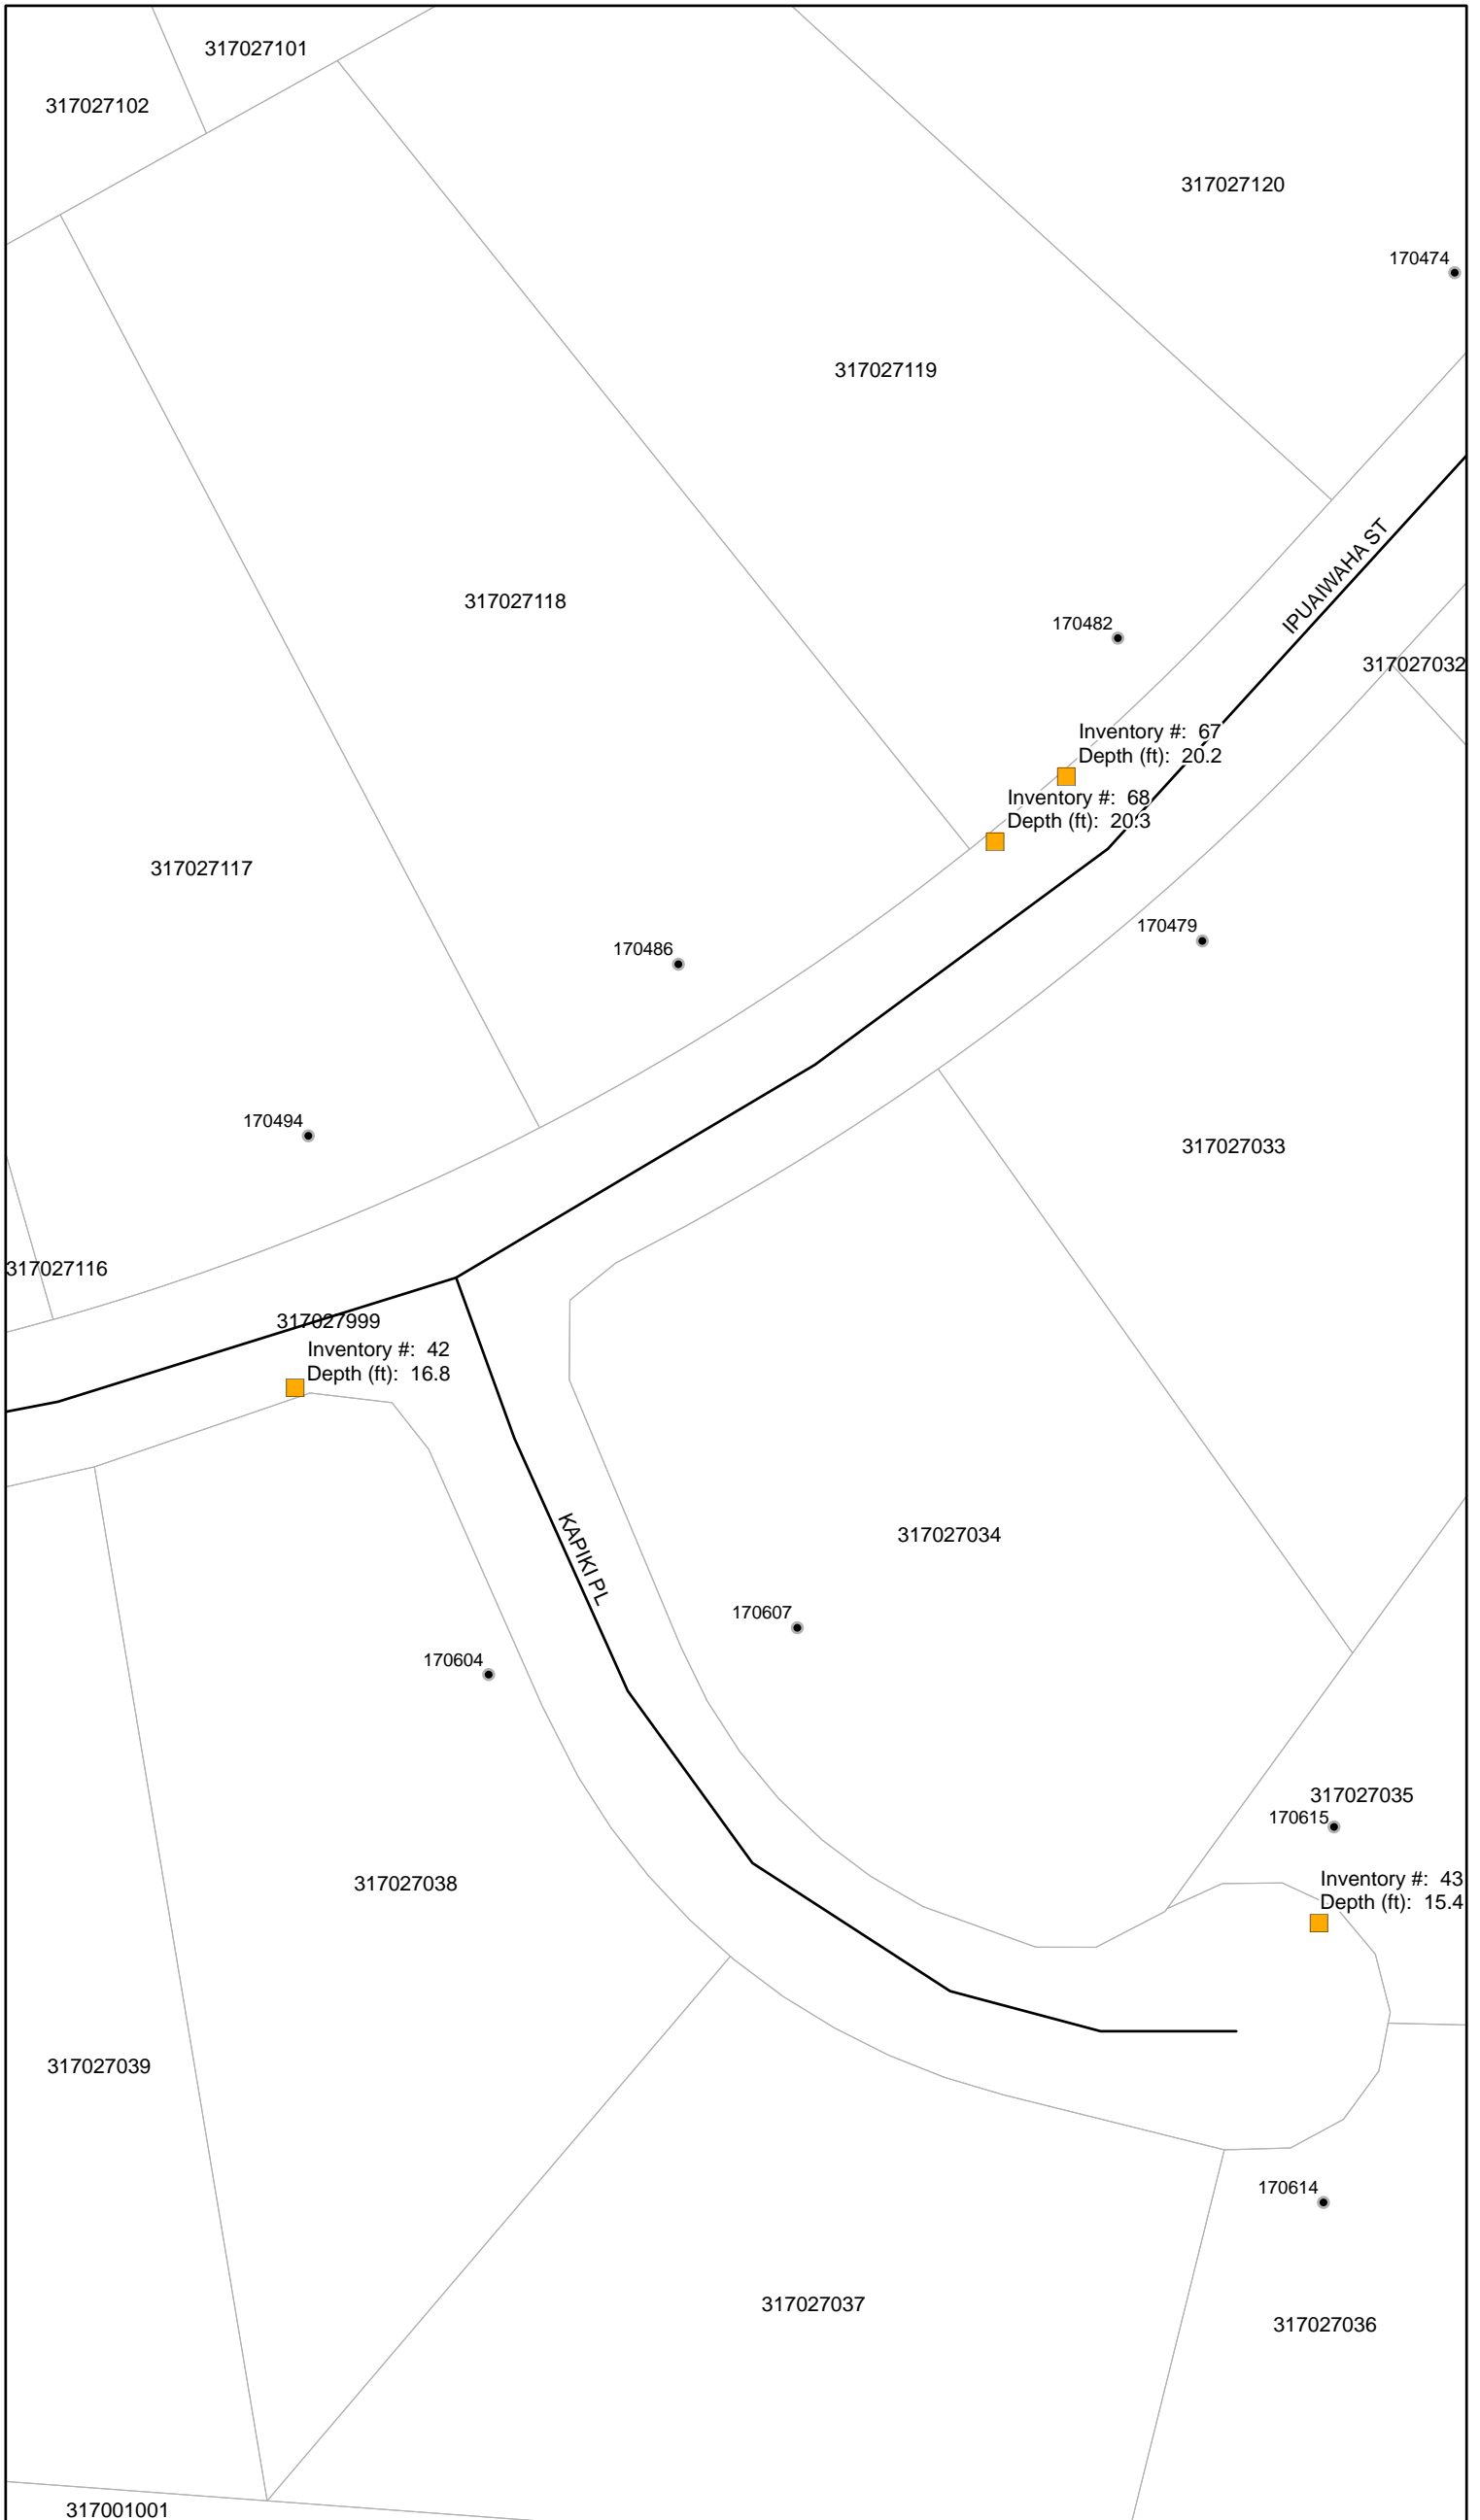 317027101
317027102
317027120
170474
317027119
IPUAIWAHA ST
317027118
170482
317027032
Inventory #: 67
Depth (ft): 20.2
Inventory #: 68
Depth (ft): 20.3
317027117
170479
170486
170494
317027033
317027116
317027999
Inventory #: 42
Depth (ft): 16.8
317027034
KAPIKI PL
170607
170604
317027035
170615
Inventory #: 43
Depth (ft): 15.4
317027038
317027039
170614
317027037
317027036
317001001